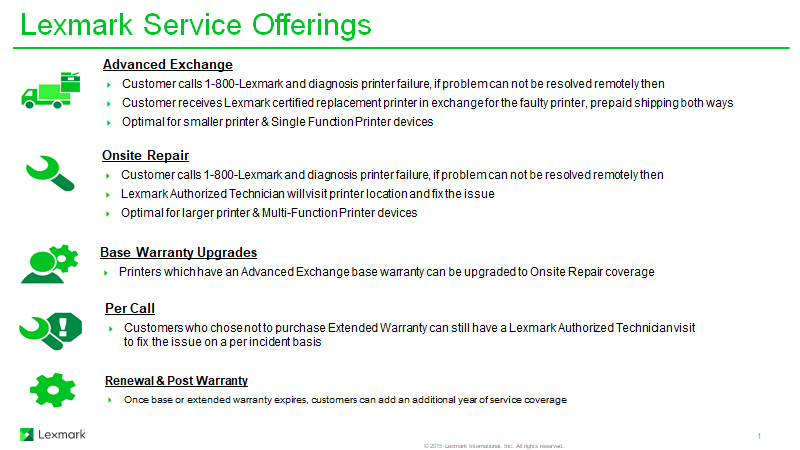 Lexmark Service Offerings
Advanced Exchange
Customer calls 1-800-Lexmark and diagnosis printer failure, if problem can not be resolved remotely then
Customer receives Lexmark certified replacement printer in exchange for the faulty printer, prepaid shipping both ways
Optimal for smaller printer & Single Function Printer devices
Onsite Repair
Customer calls 1-800-Lexmark and diagnosis printer failure, if problem can not be resolved remotely then
Lexmark Authorized Technician will visit printer location and fix the issue
Optimal for larger printer & Multi-Function Printer devices
Base Warranty Upgrades
Printers which have an Advanced Exchange base warranty can be upgraded to Onsite Repair coverage
Per Call
Customers who chose not to purchase Extended Warranty can still have a Lexmark Authorized Technician visit
to fix the issue on a per incident basis
Renewal & Post Warranty
Once base or extended warranty expires, customers can add an additional year of service coverage
Lexmark
1
© 2015 Lexmark International, Inc. All rights reserved.